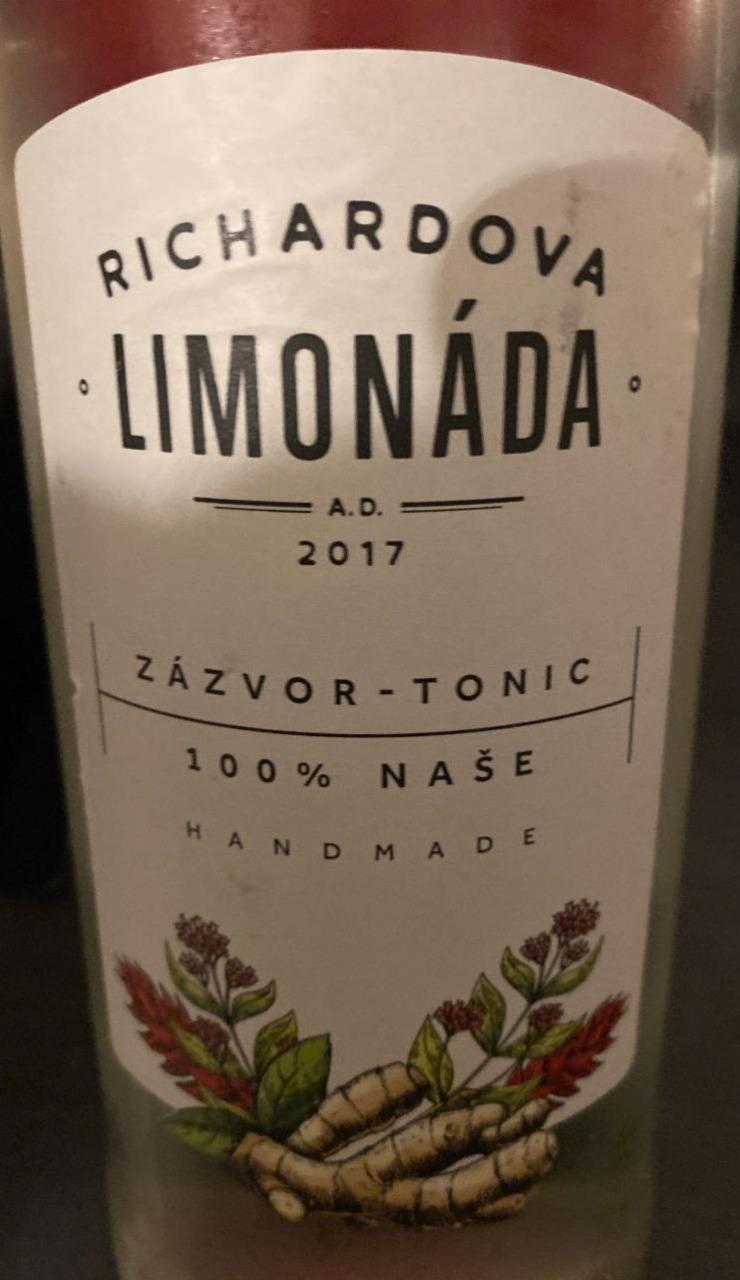 RICHARDOVA
LIMONÁDA
A.D.
2017
ZÁZVOR-TONIC
100% NAŠE
HANDMADE